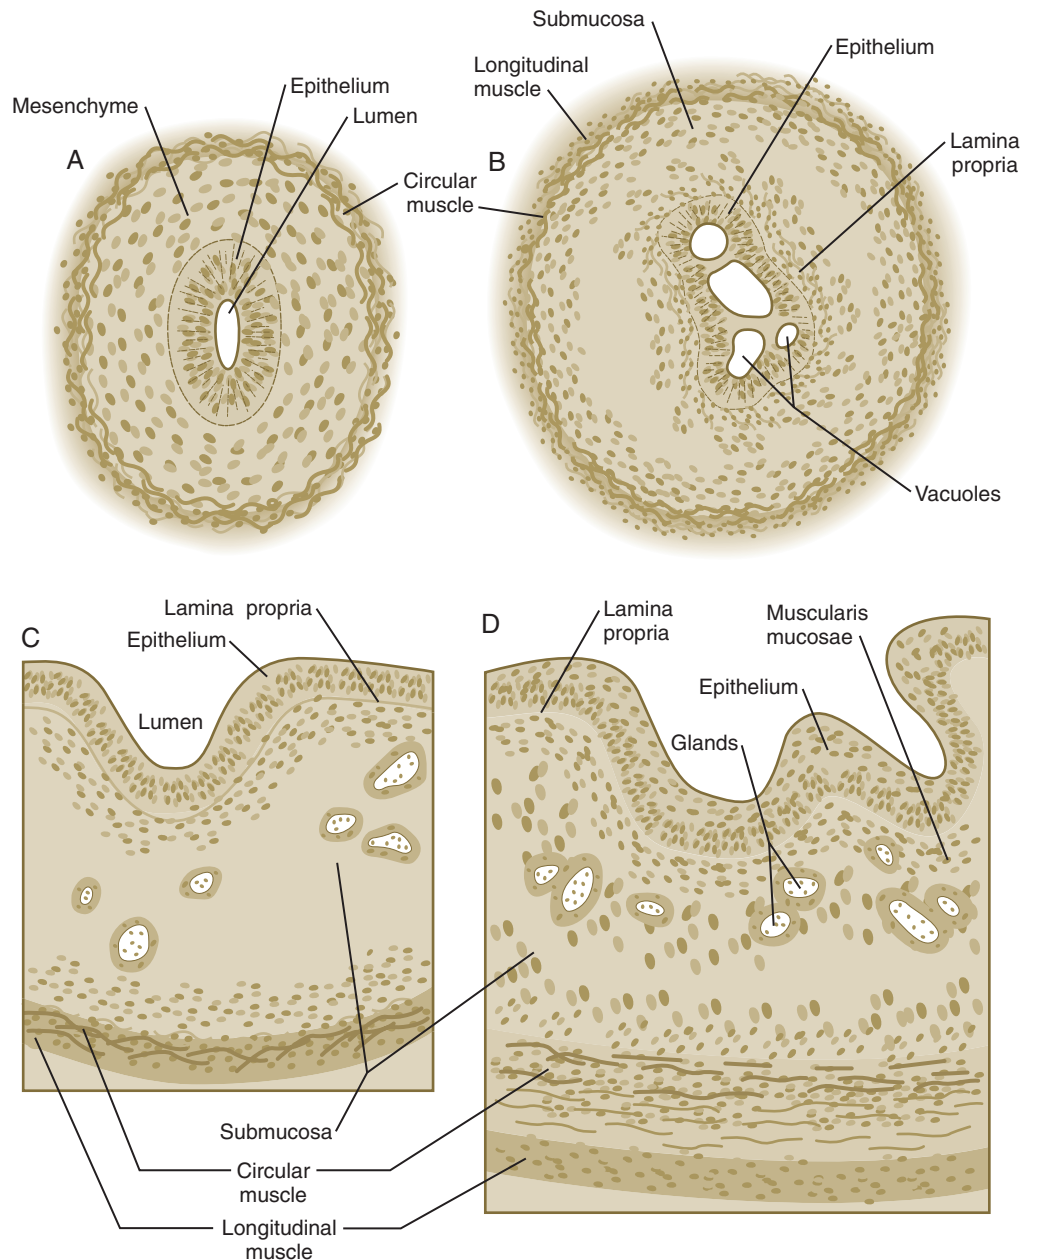 Submucosa
Epithelium
Longitudinal
muscle
Epithelium
Mesenchyme
Lumen
A
B
Lamina
propria
Circular
muscle
Vacuoles
C
Lamina propria
Epithelium
Lumen
D
Lamina
propria
Muscularis
mucosae
Epithelium
Glands
Submucosa
Circular
muscle
Longitudinal
muscle